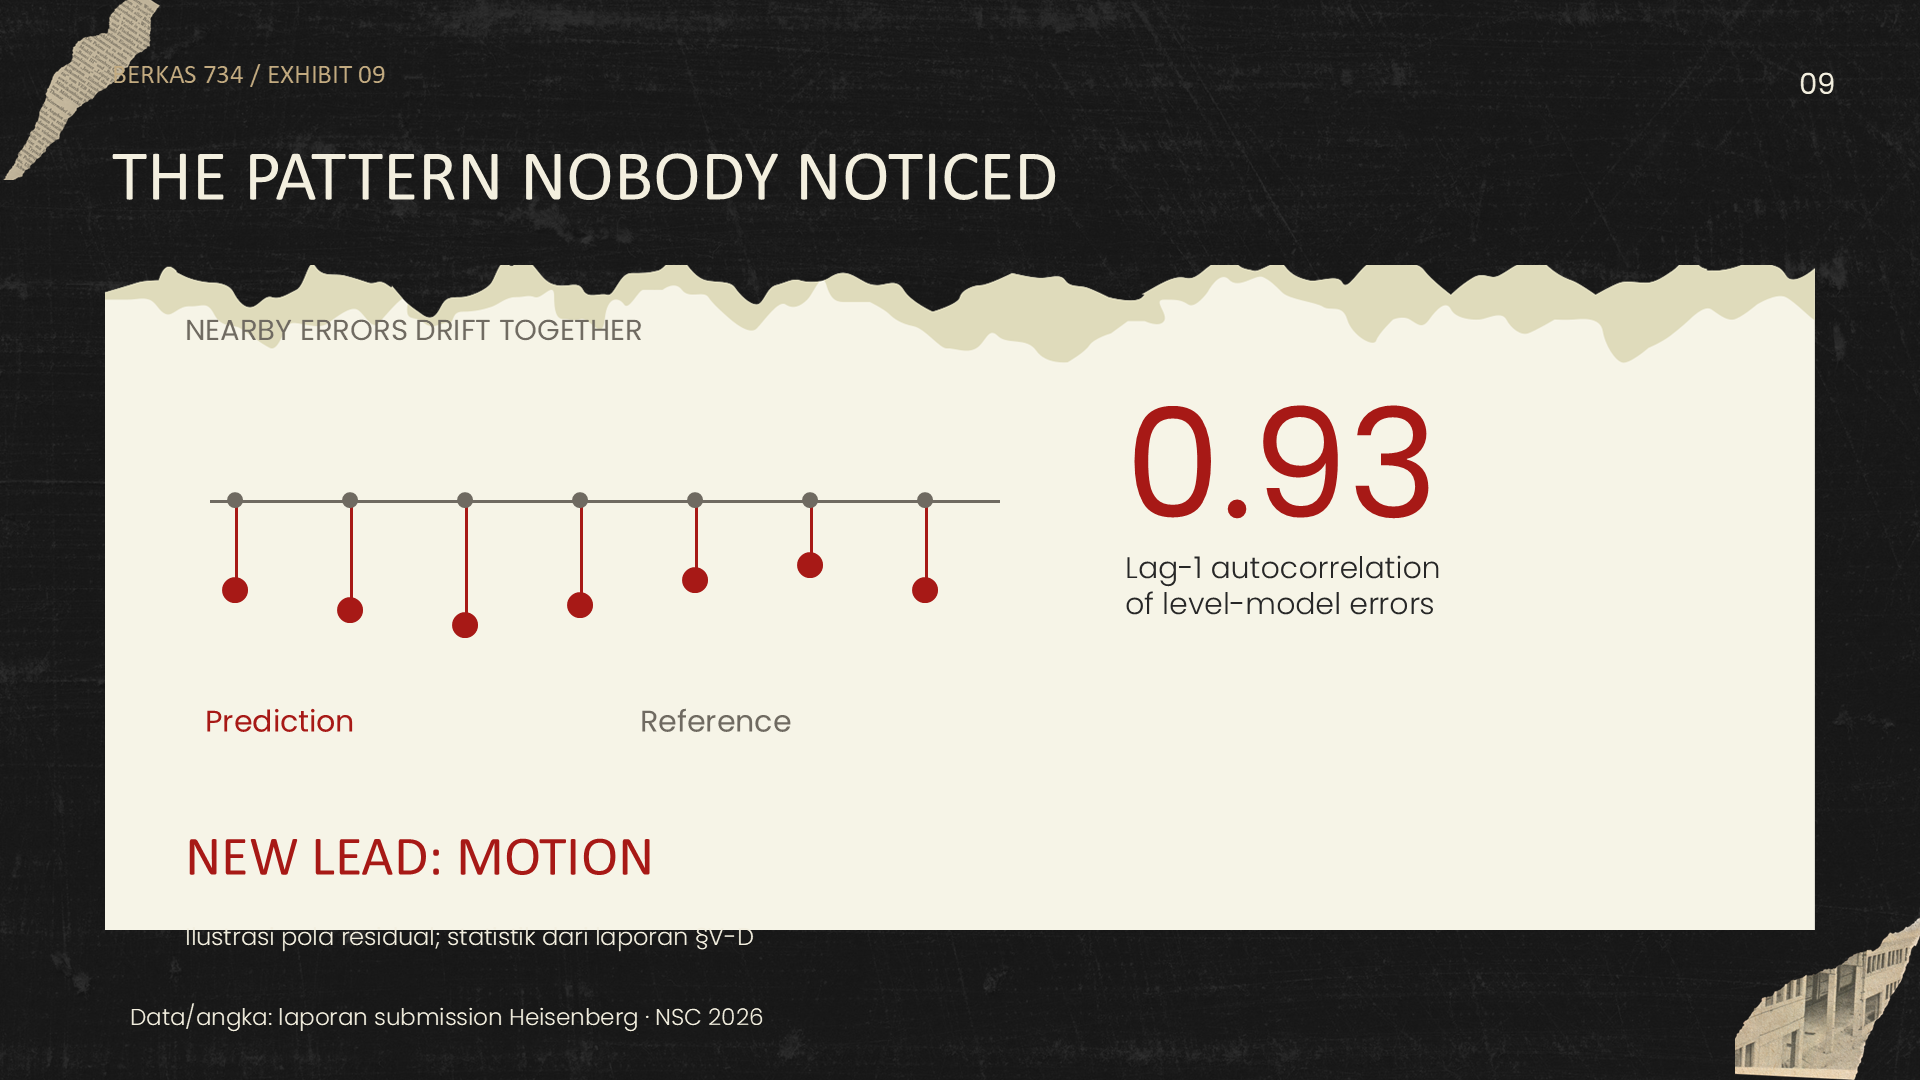 BERKAS 734 / EXHIBIT 09
09
THE PATTERN NOBODY NOTICED
NEARBY ERRORS DRIFT TOGETHER
0.93
Lag-1 autocorrelation
of level-model errors
Prediction
Reference
NEW LEAD: MOTION
Ilustrasi pola residual; statistik dari laporan §V-D
Data/angka: laporan submission Heisenberg · NSC 2026